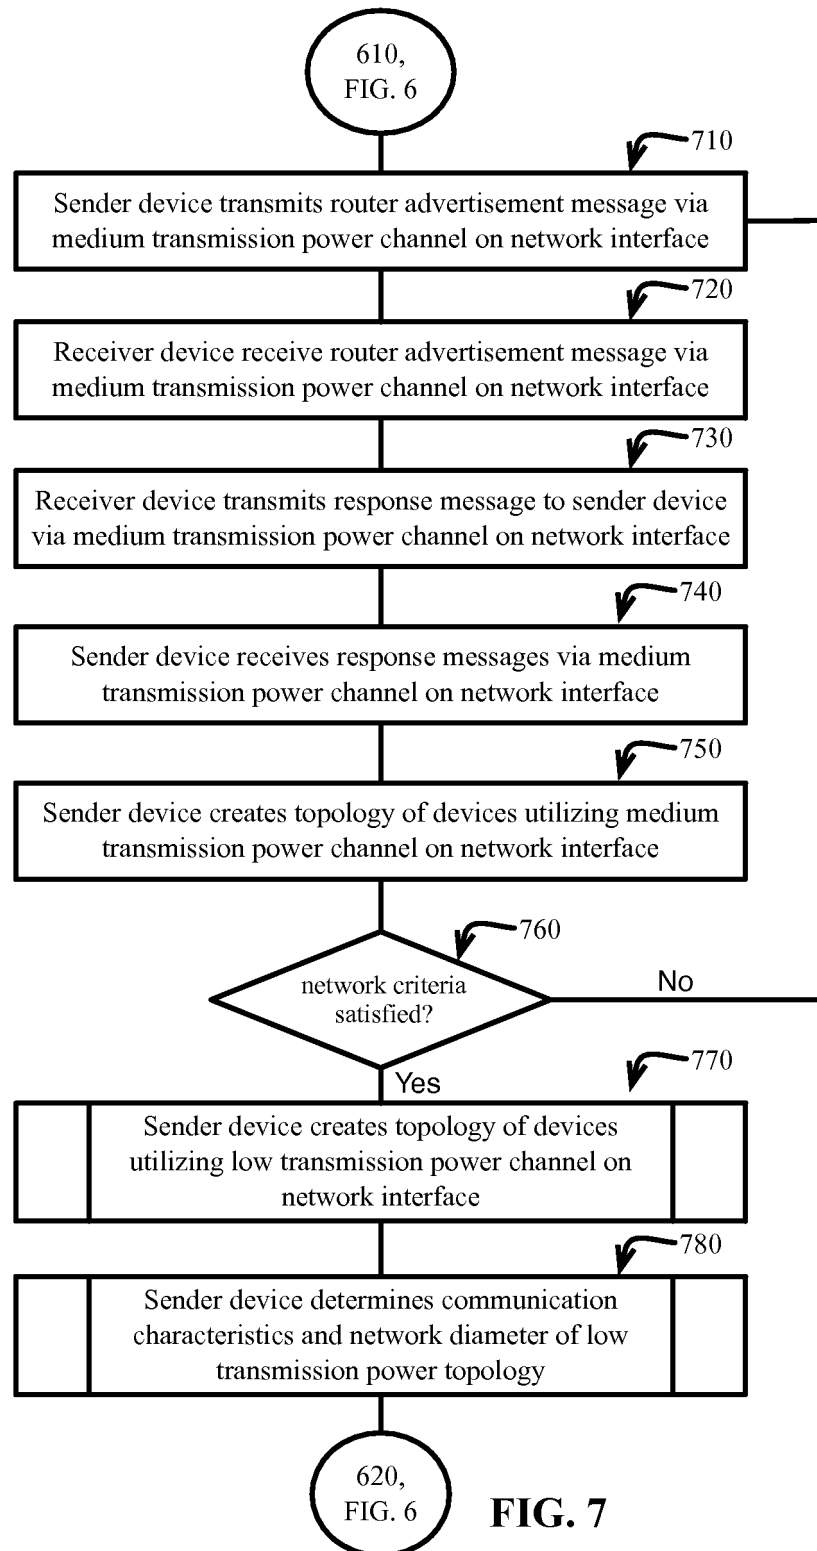 610,
FIG. 6
710
Sender device transmits router advertisement message via
medium transmission power channel on network interface
720
Receiver device receive router advertisement message via
medium transmission power channel on network interface
730
Receiver device transmits response message to sender device
via medium transmission power channel on network interface
740
Sender device receives response messages via medium
transmission power channel on network interface
750
Sender device creates topology of devices utilizing medium
transmission power channel on network interface
760
network criteria
satisfied?
No
Yes
770
Sender device creates topology of devices
utilizing low transmission power channel on
network interface
780
Sender device determines communication
characteristics and network diameter of low
transmission power topology
620,
FIG. 6
FIG. 7